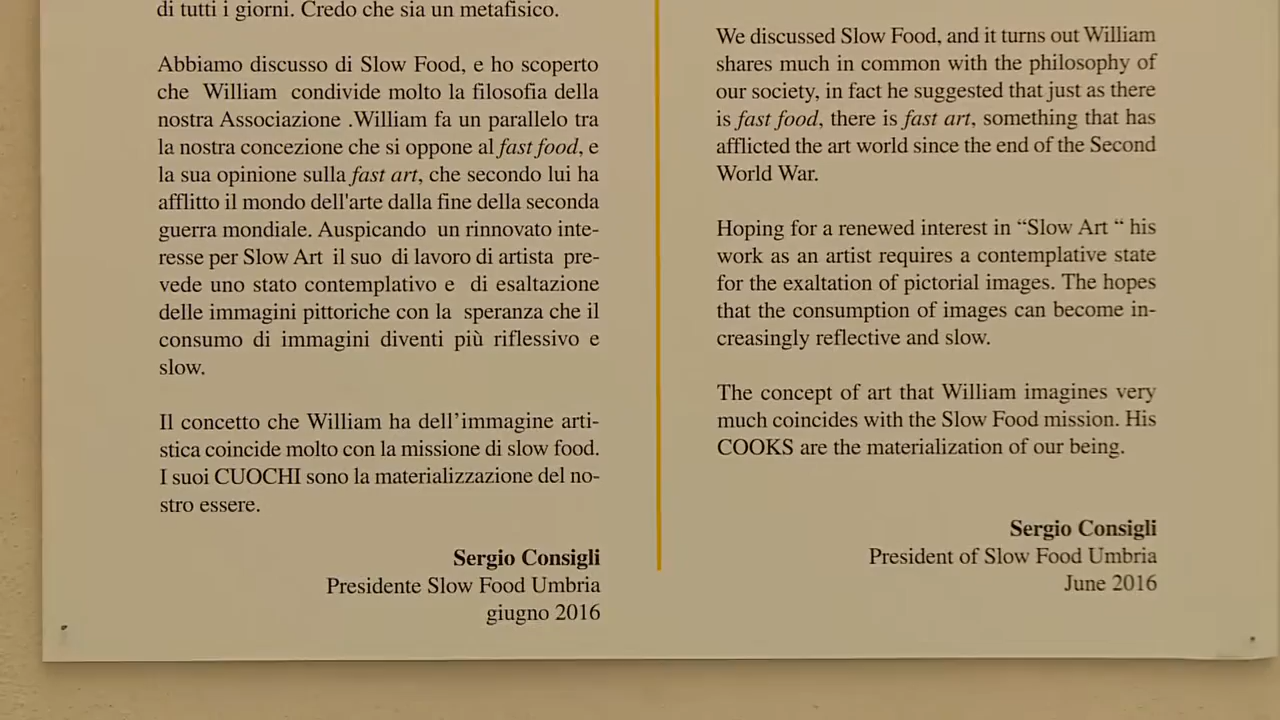 di tutti i giorni. Credo che sia un metafisico.
Abbiamo discusso di Slow Food, e ho scoperto
che William condivide molto la filosofia della
nostra Associazione .William fa un parallelo tra
la nostra concezione che si oppone al fast food, e
la sua opinione sulla fast art, che secondo lui ha
afflitto il mondo dell'arte dalla fine della seconda
guerra mondiale. Auspicando un rinnovato inte-
resse per Slow Art il suo di lavoro di artista pre-
vede uno stato contemplativo e di esaltazione
delle immagini pittoriche con la speranza che il
consumo di immagini diventi più riflessivo e
slow.
Il concetto che William ha dell’immagine arti-
stica coincide molto con la missione di slow food.
I suoi CUOCHI sono la materializzazione del no-
stro essere.
Sergio Consigli
Presidente Slow Food Umbria
giugno 2016
We discussed Slow Food, and it turns out William
shares much in common with the philosophy of
our society, in fact he suggested that just as there
is fast food, there is fast art, something that has
afflicted the art world since the end of the Second
World War.
Hoping for a renewed interest in “Slow Art “ his
work as an artist requires a contemplative state
for the exaltation of pictorial images. The hopes
that the consumption of images can become in-
creasingly reflective and slow.
The concept of art that William imagines very
much coincides with the Slow Food mission. His
COOKS are the materialization of our being.
Sergio Consigli
President of Slow Food Umbria
June 2016